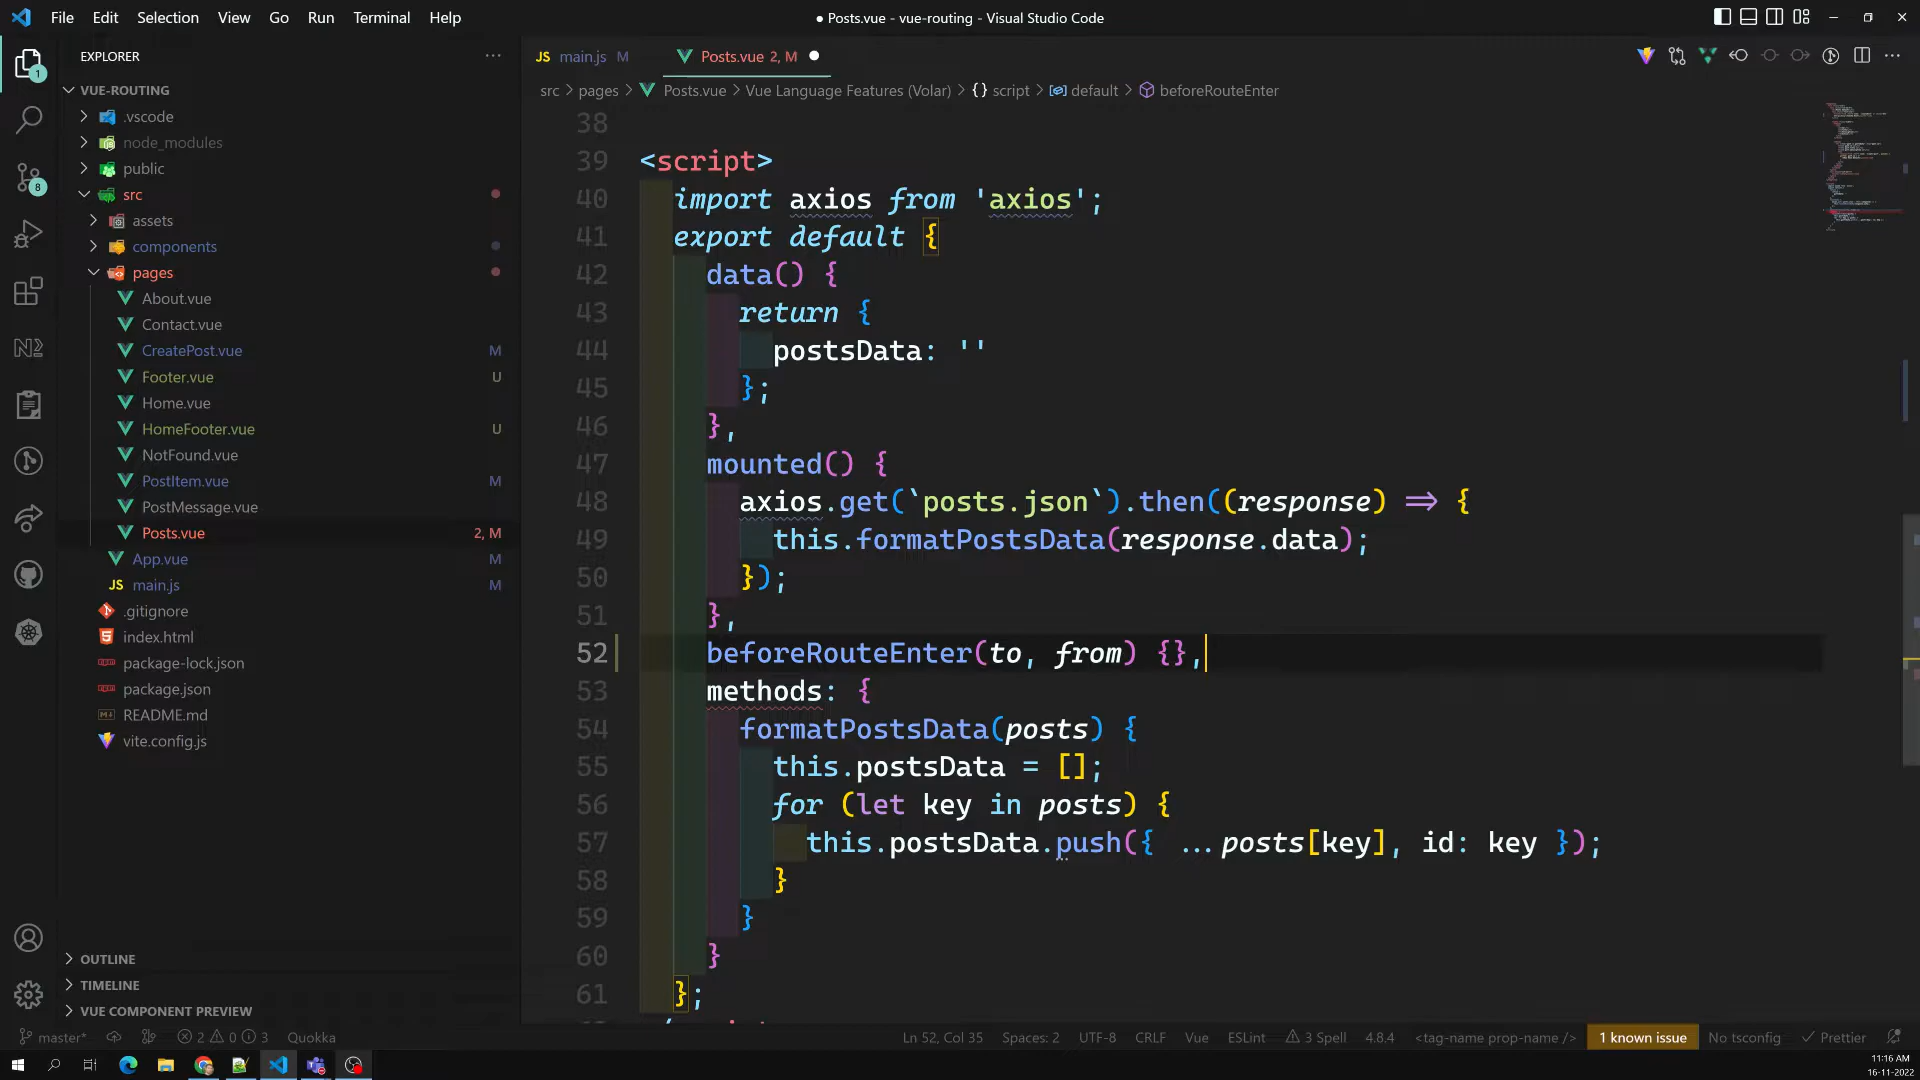 File Edit Selection View Go Run Terminal Help
● Posts.vue - vue-routing - Visual Studio Code
EXPLORER
VUE-ROUTING
.vscode
node_modules
public
src
assets
components
pages
About.vue
Contact.vue
CreatePost.vue M
Footer.vue U
Home.vue
HomeFooter.vue U
NotFound.vue
PostItem.vue M
PostMessage.vue
Posts.vue 2, M
App.vue M
JS main.js M
.gitignore
index.html
package-lock.json
package.json
README.md
vite.config.js
OUTLINE
TIMELINE
VUE COMPONENT PREVIEW
1
8
JS main.js M
Posts.vue 2, M ●
src > pages > Posts.vue > Vue Language Features (Volar) > {} script > default > beforeRouteEnter
38
39 <script>
40 import axios from 'axios';
41 export default {
42 data() {
43 return {
44 postsData: ''
45 };
46 },
47 mounted() {
48 axios.get(`posts.json`).then((response) => {
49 this.formatPostsData(response.data);
50 });
51 },
52 beforeRouteEnter(to, from) {},
53 methods: {
54 formatPostsData(posts) {
55 this.postsData = [];
56 for (let key in posts) {
57 this.postsData.push({ ...posts[key], id: key });
58 }
59 }
60 }
61 };
master* 2 0 3 Quokka
Ln 52, Col 35 Spaces: 2 UTF-8 CRLF Vue ESLint 3 Spell 4.8.4 <tag-name prop-name /> 1 known issue No tsconfig Prettier
11:16 AM
16-11-2022